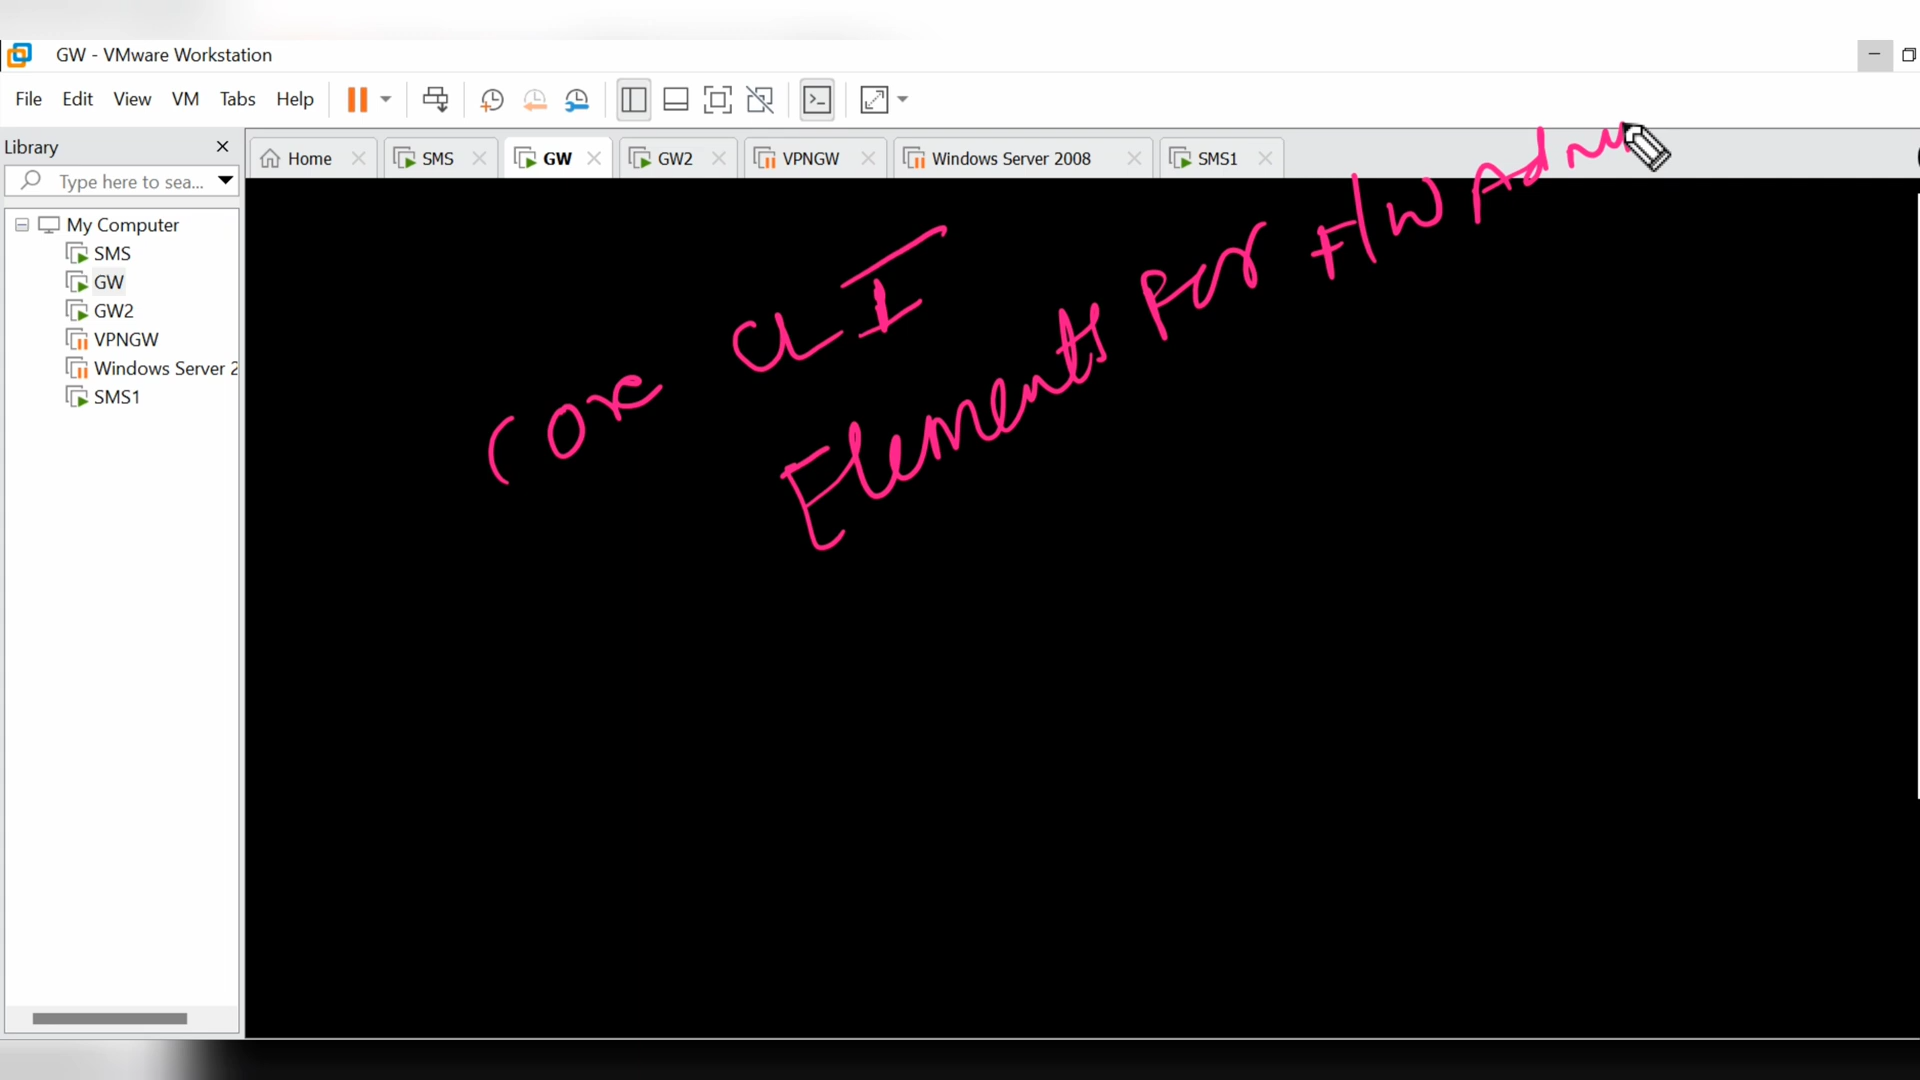 GW - VMware Workstation
File Edit View VM Tabs Help
Library
Home SMS GW GW2 VPNGW Windows Server 2008 SMS1
Type here to sea...
My Computer
SMS
GW
GW2
VPNGW
Windows Server 2
SMS1
Core CLI
Elements For F/W Adm